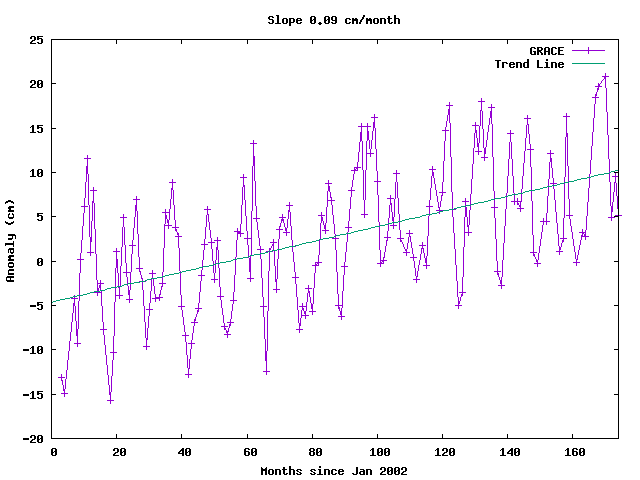 Slope 0.09 cm/month
GRACE
Trend Line
Anomaly (cm)
25
20
15
10
5
0
-5
-10
-15
-20
0 20 40 60 80 100 120 140 160
Months since Jan 2002